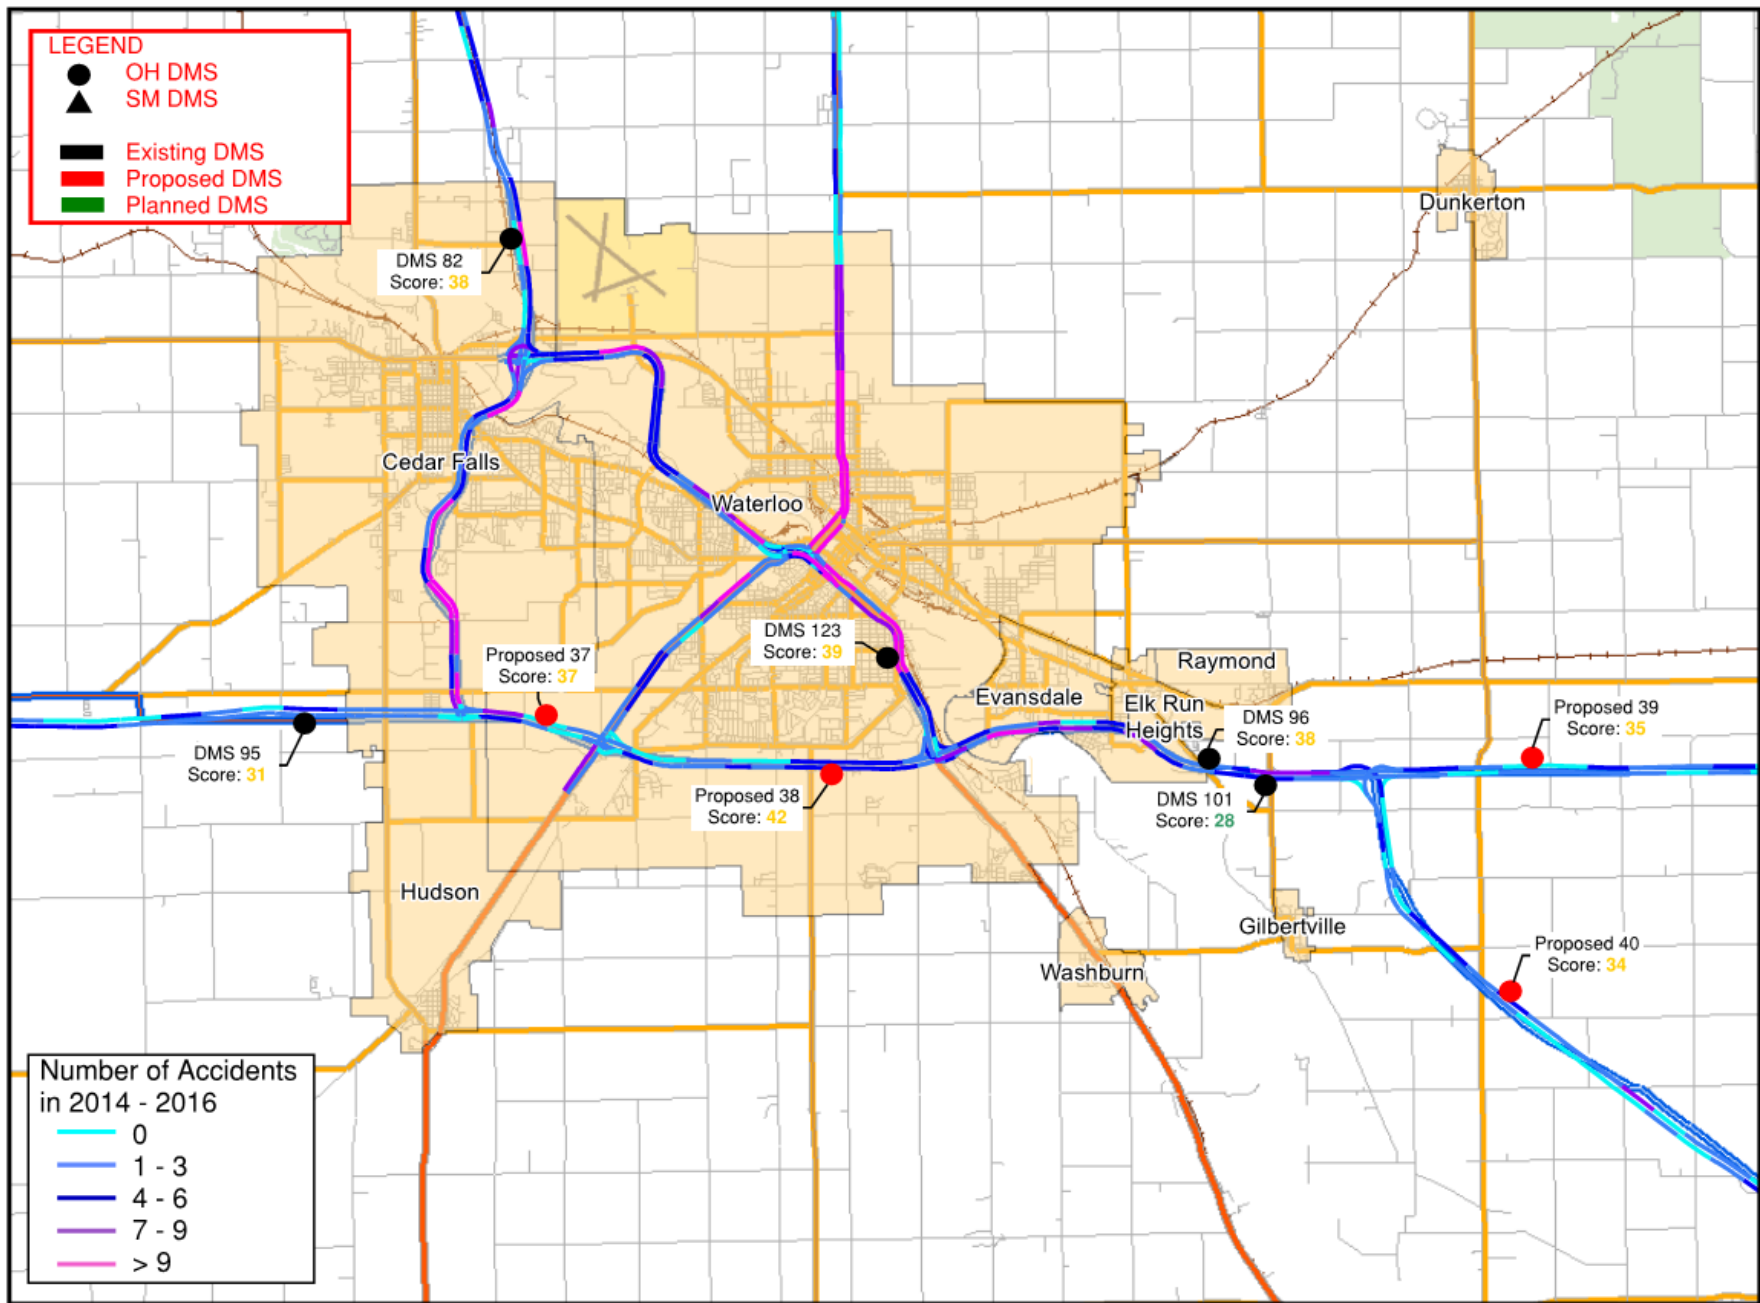 LEGEND
OH DMS
SM DMS
Existing DMS
Proposed DMS
Planned DMS
Dunkerton
DMS 82
Score: 38
Cedar Falls
Waterloo
DMS 123
Score: 39
Proposed 37
Score: 37
Raymond
Evansdale
Elk Run
Heights
DMS 96
Score: 38
Proposed 39
Score: 35
DMS 95
Score: 31
Proposed 38
Score: 42
DMS 101
Score: 28
Hudson
Gilbertville
Proposed 40
Score: 34
Washburn
Number of Accidents
in 2014 - 2016
0
1 - 3
4 - 6
7 - 9
> 9